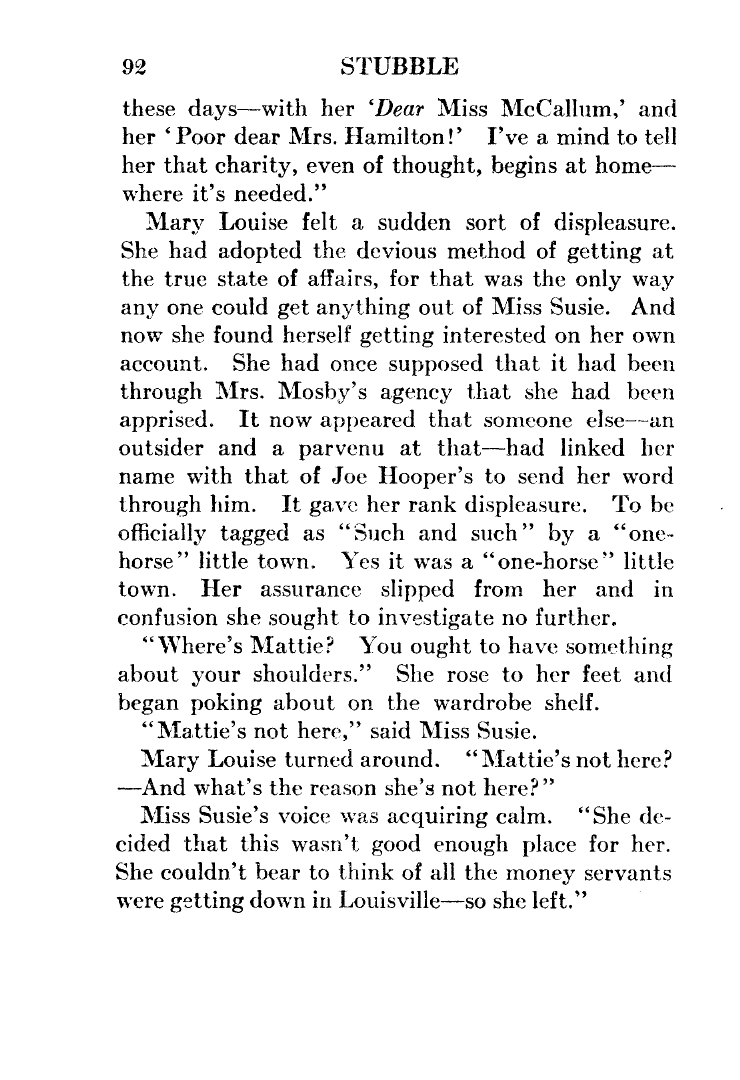 92 STUBBLE
these days—with her ‘Dear Miss McCallum,’ and
her ‘Poor dear Mrs. Hamilton!’ I've a mind to tell
her that charity, even of thought, begins at home—
where it's needed.”
Mary Louise felt a sudden sort of displeasure.
She had adopted the devious method of getting at
the true state of affairs, for that was the only way
any one could get anything out of Miss Susie. And
now she found herself getting interested on her own
account. She had once supposed that it had been
through Mrs. Mosby's agency that she had been
apprised. It now appeared that someone else—an
outsider and a parvenu at that—had linked her
name with that of Joe Hooper's to send her word
through him. It gave her rank displeasure. To be
officially tagged as “Such and such” by a “one-
horse” little town. Yes it was a “one-horse” little
town. Her assurance slipped from her and in
confusion she sought to investigate no further.
“Where's Mattie? You ought to have something
about your shoulders.” She rose to her feet and
began poking about on the wardrobe shelf.
“Mattie's not here,” said Miss Susie.
Mary Louise turned around. “Mattie's not here?
—And what's the reason she's not here?”
Miss Susie's voice was acquiring calm. “She de-
cided that this wasn't good enough place for her.
She couldn't bear to think of all the money servants
were getting down in Louisville—so she left.”